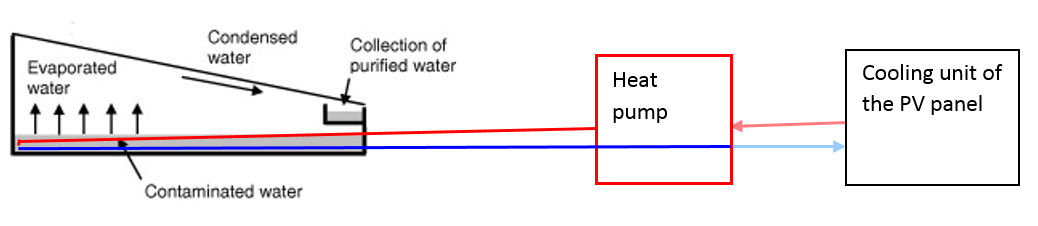 Condensed
water
Collection of
purified water
Evaporated
water
Contaminated water
Heat
pump
Cooling unit of
the PV panel